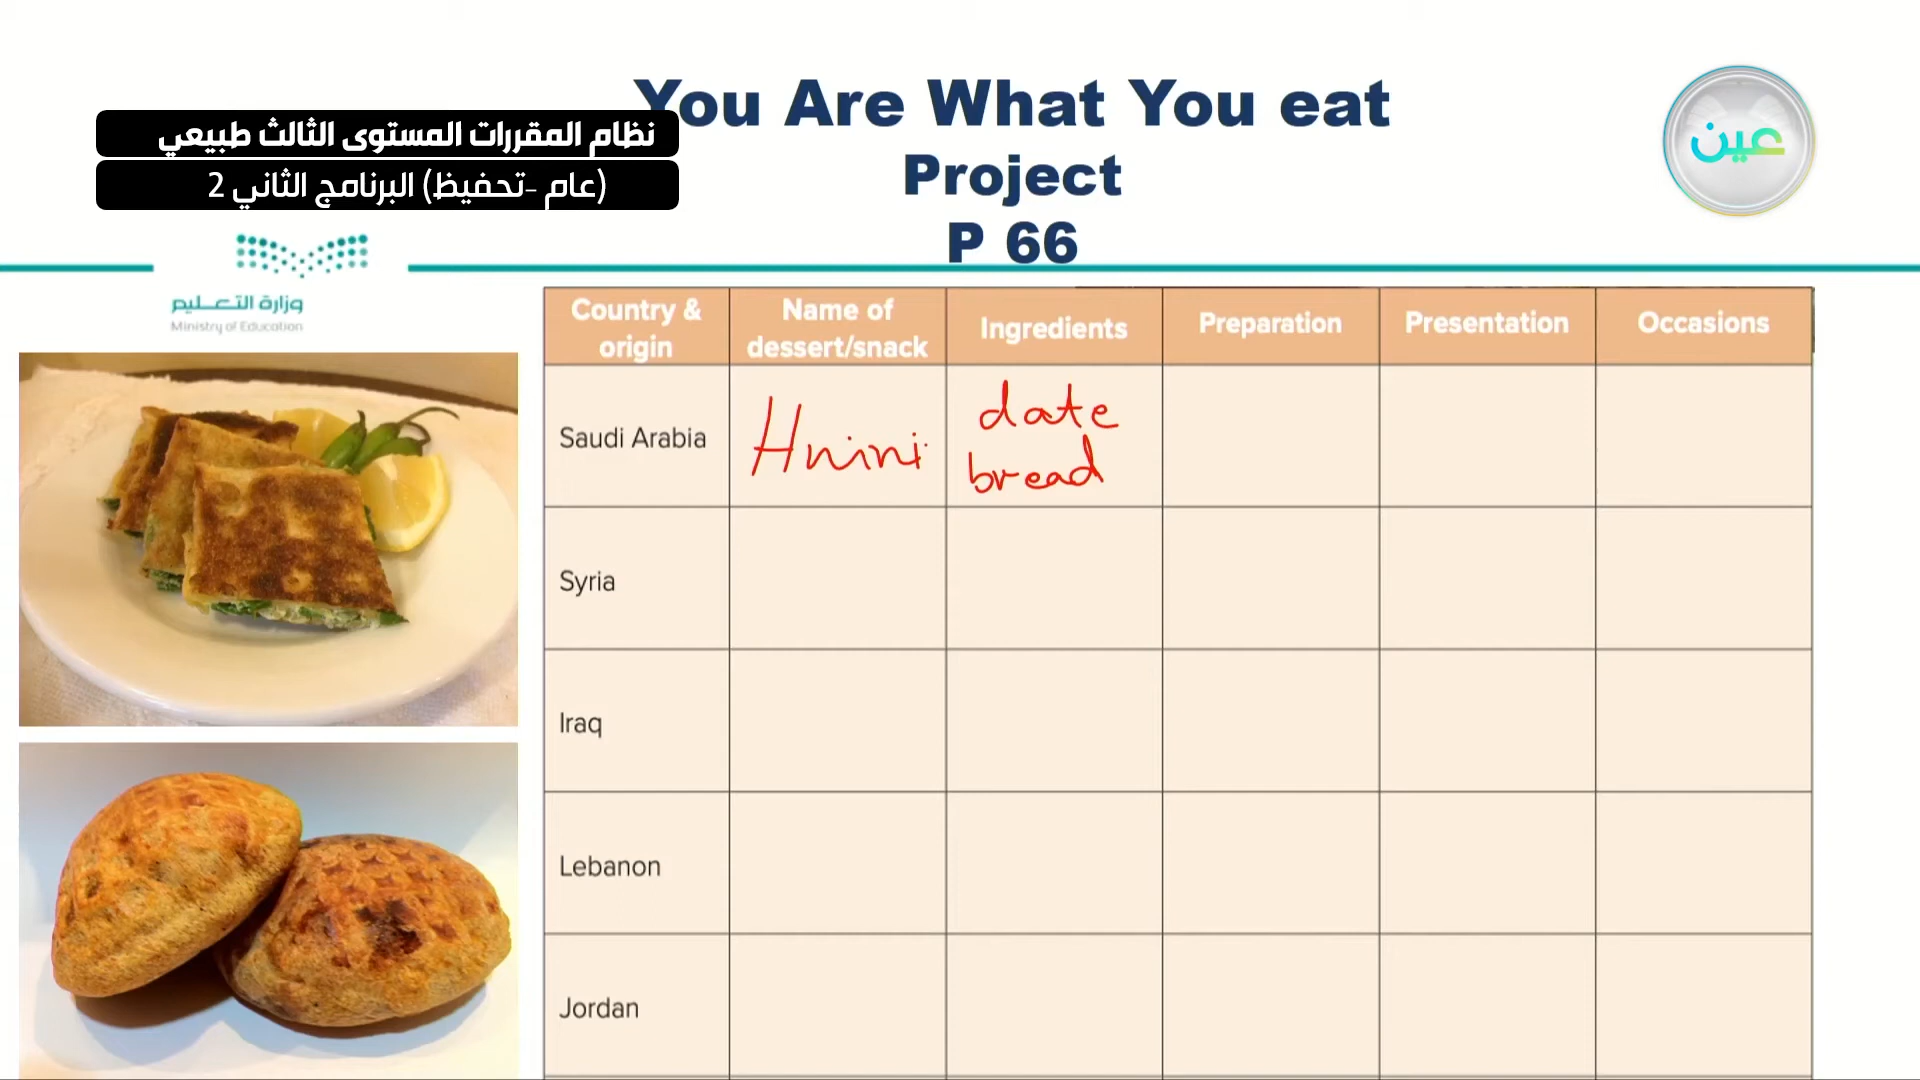 You Are What You eat
Project
P 66
نظام المقررات المستوى الثالث طبيعي
(عام -تحفيظ) البرنامج الثاني 2
عين
وزارة التعليم
Ministry of Education
Country & origin
Name of dessert/snack
Ingredients
Preparation
Presentation
Occasions
Saudi Arabia
Hnini
date
bread
Syria
Iraq
Lebanon
Jordan